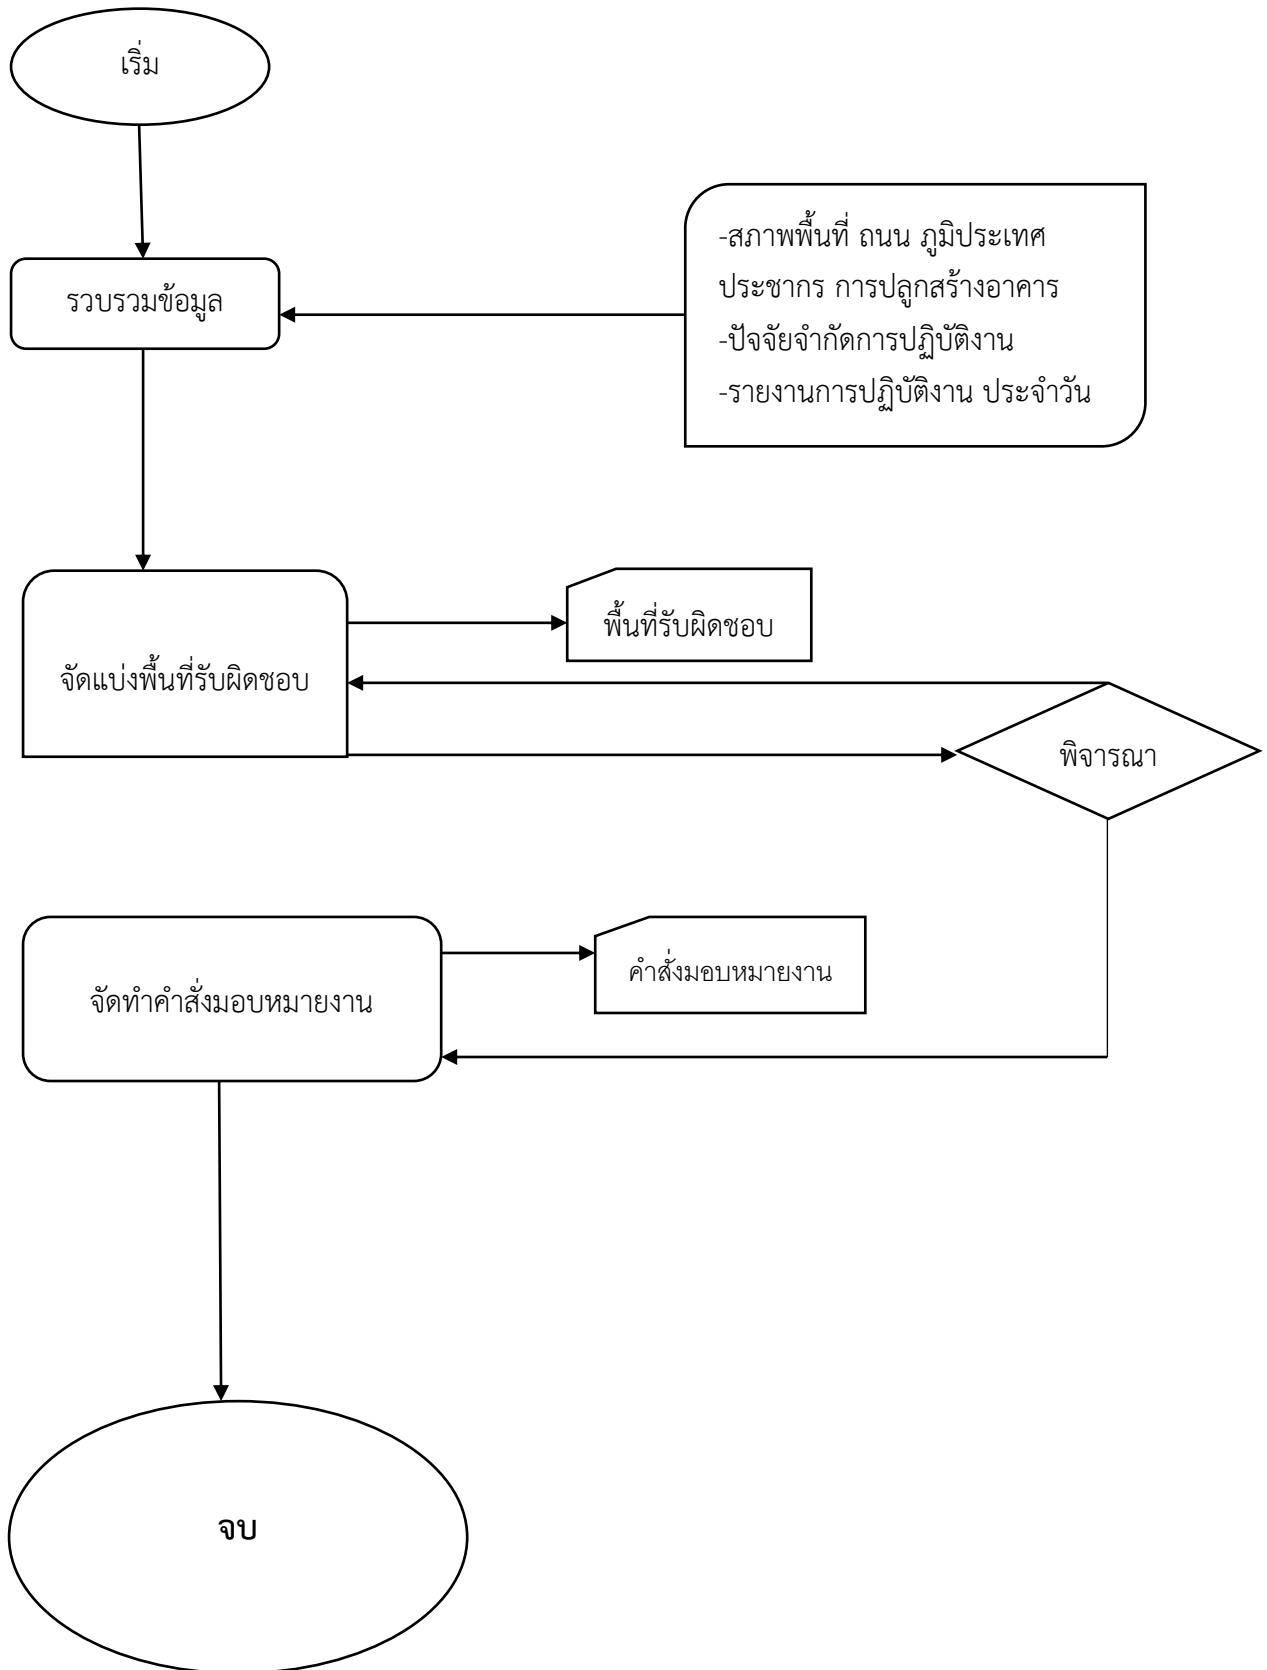 เริ่ม
-สภาพพื้นที่ ถนน ภูมิประเทศ
ประชากร การปลูกสร้างอาคาร
-ปัจจัยจำกัดการปฏิบัติงาน
-รายงานการปฏิบัติงาน ประจำวัน
รวบรวมข้อมูล
พื้นที่รับผิดชอบ
จัดแบ่งพื้นที่รับผิดชอบ
พิจารณา
คำสั่งมอบหมายงาน
จัดทำคำสั่งมอบหมายงาน
จบ